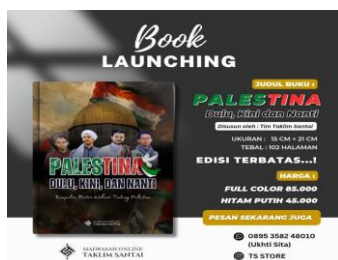 Book
LAUNCHING
JUDUL BUKU :
PALESTINA
Dulu, Kini dan Nanti
Disusun oleh : Tim Taklim Santai
UKURAN : 15 CM × 21 CM
TEBAL : 102 HALAMAN
EDISI TERBATAS...!
HARGA :
FULL COLOR 85.000
HITAM PUTIH 45.000
PESAN SEKARANG JUGA
0895 3582 48010
(Ukhti Sita)
TS STORE
PALESTINA
DULU, KINI, DAN NANTI
MADRASAH ONLINE
TAKLIM SANTAI